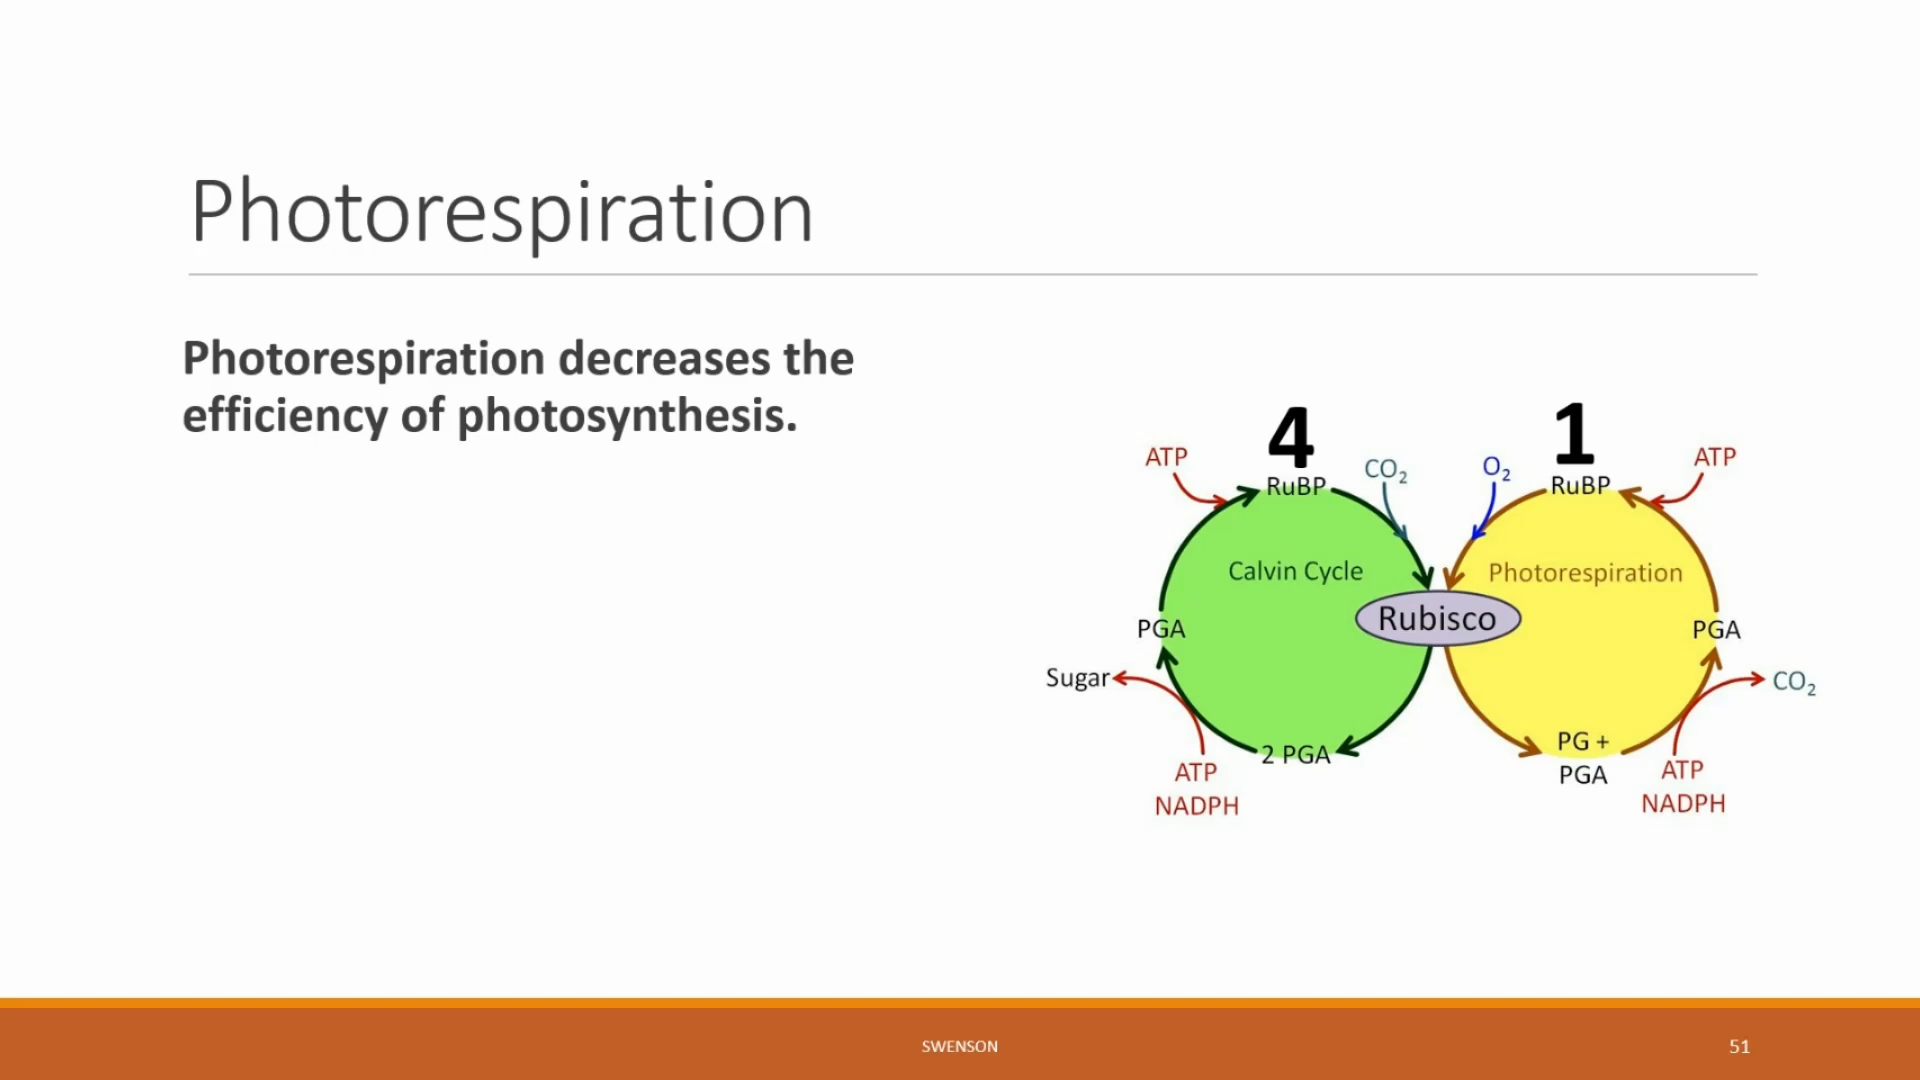 Photorespiration
Photorespiration decreases the
efficiency of photosynthesis.
4
1
ATP
RuBP
CO₂
O₂
RuBP
ATP
Calvin Cycle
Photorespiration
Rubisco
PGA
PGA
Sugar
CO₂
2 PGA
PG +
PGA
ATP
NADPH
ATP
NADPH
SWENSON
51